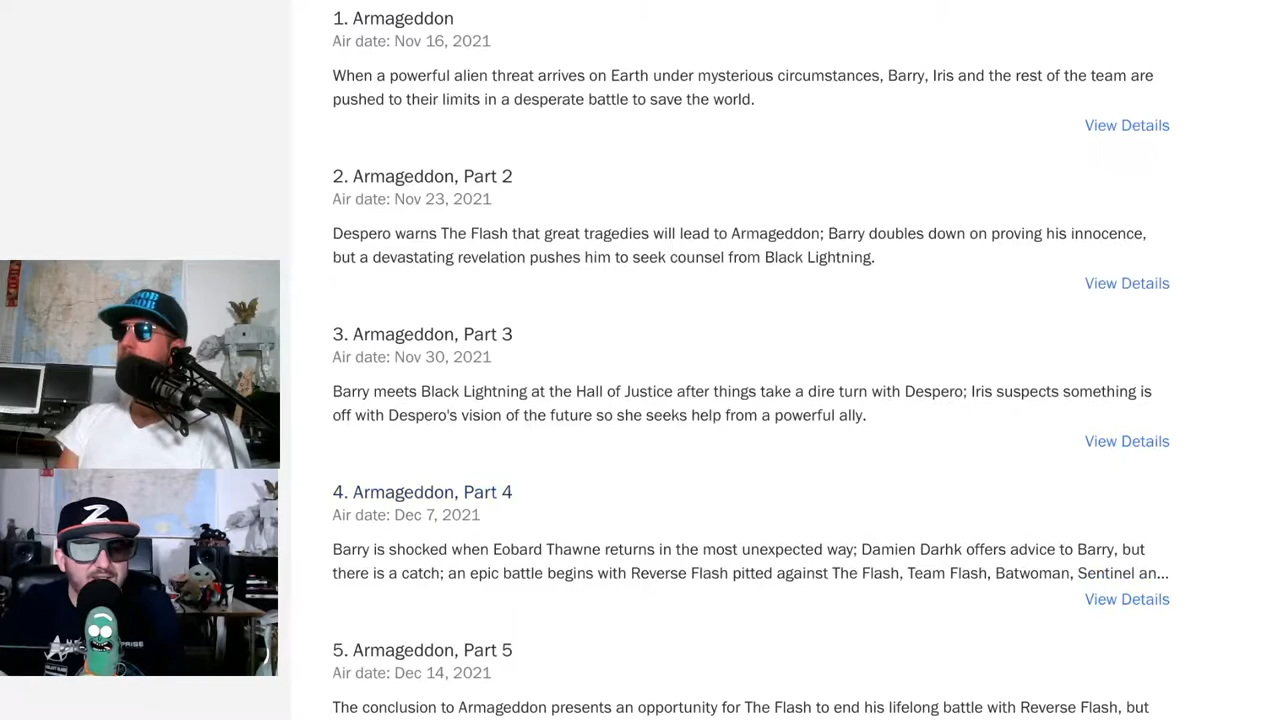 1. Armageddon
Air date: Nov 16, 2021
When a powerful alien threat arrives on Earth under mysterious circumstances, Barry, Iris and the rest of the team are
pushed to their limits in a desperate battle to save the world.
View Details
2. Armageddon, Part 2
Air date: Nov 23, 2021
Despero warns The Flash that great tragedies will lead to Armageddon; Barry doubles down on proving his innocence,
but a devastating revelation pushes him to seek counsel from Black Lightning.
View Details
3. Armageddon, Part 3
Air date: Nov 30, 2021
Barry meets Black Lightning at the Hall of Justice after things take a dire turn with Despero; Iris suspects something is
off with Despero's vision of the future so she seeks help from a powerful ally.
View Details
4. Armageddon, Part 4
Air date: Dec 7, 2021
Barry is shocked when Eobard Thawne returns in the most unexpected way; Damien Darhk offers advice to Barry, but
there is a catch; an epic battle begins with Reverse Flash pitted against The Flash, Team Flash, Batwoman, Sentinel an...
View Details
5. Armageddon, Part 5
Air date: Dec 14, 2021
The conclusion to Armageddon presents an opportunity for The Flash to end his lifelong battle with Reverse Flash, but
Z